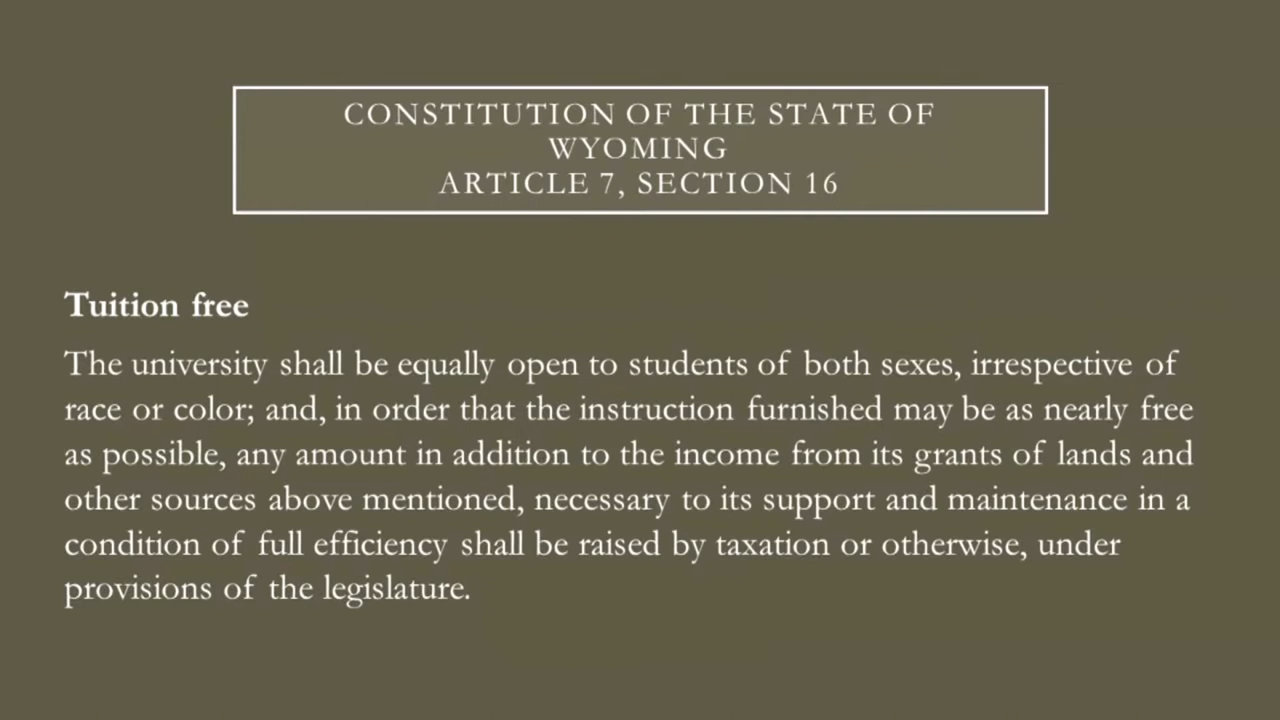 CONSTITUTION OF THE STATE OF
WYOMING
ARTICLE 7, SECTION 16
Tuition free
The university shall be equally open to students of both sexes, irrespective of
race or color; and, in order that the instruction furnished may be as nearly free
as possible, any amount in addition to the income from its grants of lands and
other sources above mentioned, necessary to its support and maintenance in a
condition of full efficiency shall be raised by taxation or otherwise, under
provisions of the legislature.